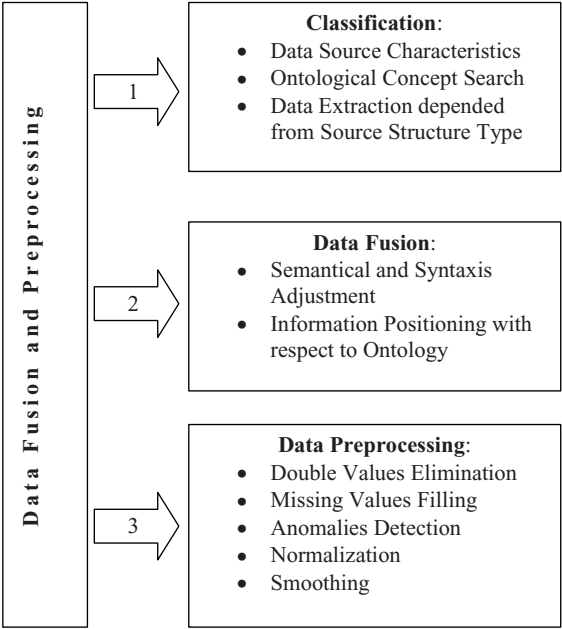 Data Fusion and Preprocessing
1
Classification:
• Data Source Characteristics
• Ontological Concept Search
• Data Extraction depended
from Source Structure Type
2
Data Fusion:
• Semantical and Syntaxis
Adjustment
• Information Positioning with
respect to Ontology
3
Data Preprocessing:
• Double Values Elimination
• Missing Values Filling
• Anomalies Detection
• Normalization
• Smoothing